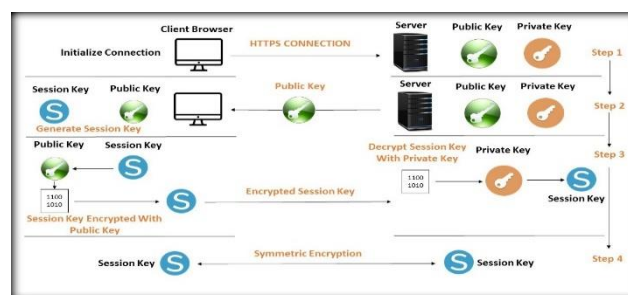 Client Browser
Server
Public Key
Private Key
Initialize Connection
HTTPS CONNECTION
Step 1
Session Key
Public Key
Public Key
Server
Public Key
Private Key
Step 2
Generate Session Key
Public Key
Session Key
Decrypt Session Key
With Private Key
Private Key
Step 3
S
1100
1010
S
Encrypted Session Key
1100
1010
S
Session Key
Session Key Encrypted With
Public Key
Session Key
S
Symmetric Encryption
S
Session Key
Step 4